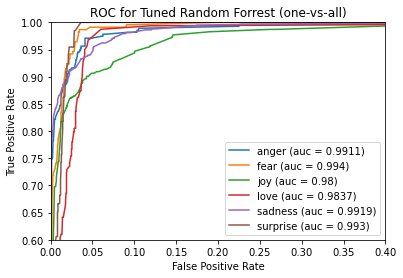 ROC for Tuned Random Forrest (one-vs-all)
True Positive Rate
1.00
0.95
0.90
0.85
0.80
0.75
0.70
0.65
0.60
anger (auc = 0.9911)
fear (auc = 0.994)
joy (auc = 0.98)
love (auc = 0.9837)
sadness (auc = 0.9919)
surprise (auc = 0.993)
0.00 0.05 0.10 0.15 0.20 0.25 0.30 0.35 0.40
False Positive Rate